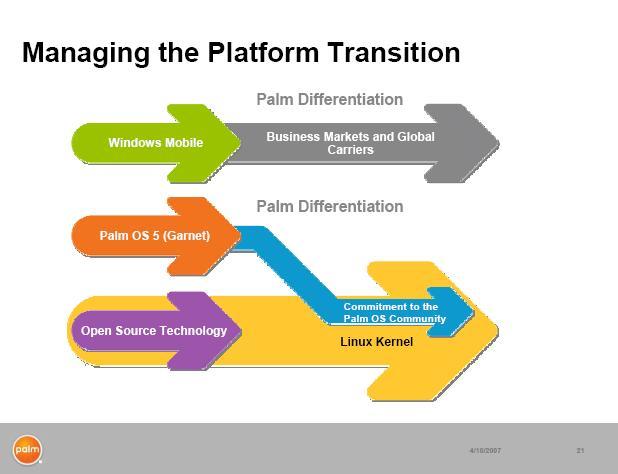 Managing the Platform Transition
Palm Differentiation
Windows Mobile
Business Markets and Global
Carriers
Palm Differentiation
Palm OS 5 (Garnet)
Commitment to the
Palm OS Community
Open Source Technology
Linux Kernel
palm
4/10/2007
21